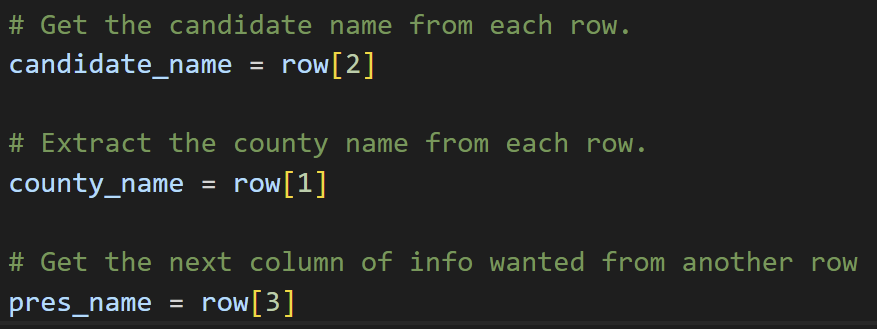 # Get the candidate name from each row.
candidate_name = row[2]
# Extract the county name from each row.
county_name = row[1]
# Get the next column of info wanted from another row
pres_name = row[3]